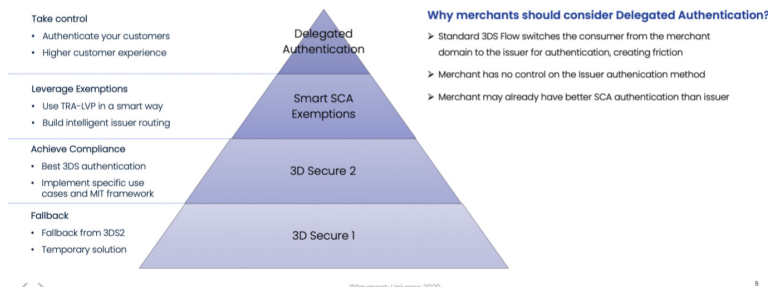 Take control
• Authenticate your customers
• Higher customer experience
Leverage Exemptions
• Use TRA-LVP in a smart way
• Build intelligent issuer routing
Achieve Compliance
• Best 3DS authentication
• Implement specific use
cases and MIT framework
Fallback
• Fallback from 3DS2
• Temporary solution
Delegated
Authentication
Smart SCA
Exemptions
3D Secure 2
3D Secure 1
Why merchants should consider Delegated Authentication?
➢ Standard 3DS Flow switches the consumer from the merchant
domain to the issuer for authentication, creating friction
➢ Merchant has no control on the Issuer authenication method
➢ Merchant may already have better SCA authentication than issuer
5